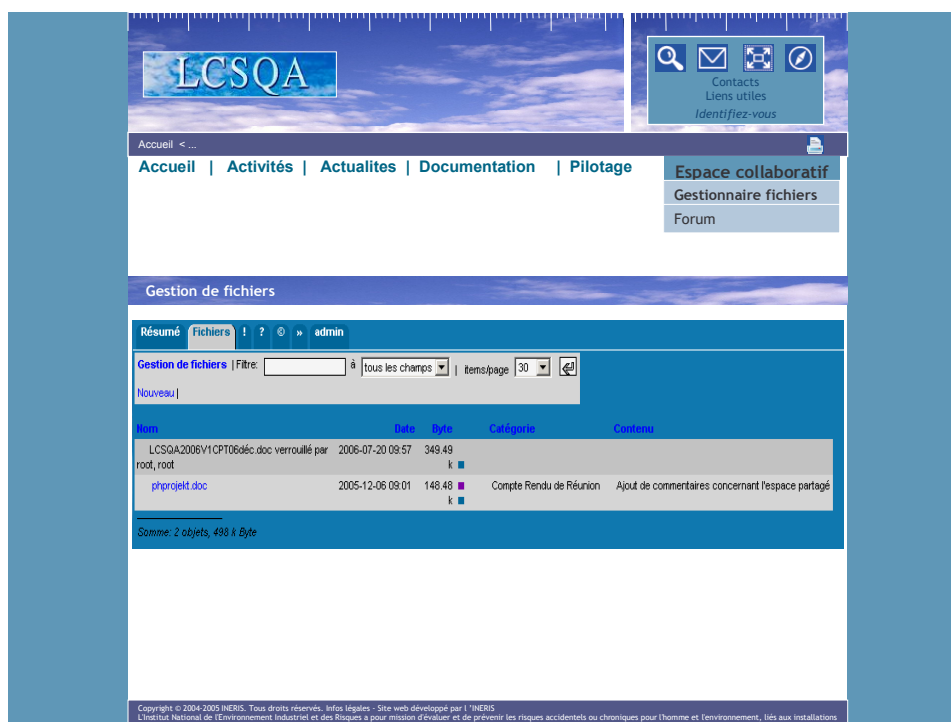 LCSQA
Contacts
Liens utiles
Identifiez-vous
Accueil < ...
Accueil | Activités | Actualites | Documentation | Pilotage
Espace collaboratif
Gestionnaire fichiers
Forum
Gestion de fichiers
Résumé Fichiers ! ? © » admin
Gestion de fichiers | Filtre: à tous les champs | items/page 30
Nouveau |
Nom Date Byte Catégorie Contenu
LCSQA2006V1CPT06déc.doc verrouillé par 2006-07-20 09:57 349.49
root, root k
phprojekt.doc 2005-12-06 09:01 148.48 Compte Rendu de Réunion Ajout de commentaires concernant l'espace partagé
k
Somme: 2 objets, 498 k Byte
Copyright © 2004-2005 INERIS. Tous droits réservés. Infos légales - Site web développé par l 'INERIS
L'Institut National de l'Environnement Industriel et des Risques a pour mission d'évaluer et de prévenir les risques accidentels ou chroniques pour l'homme et l'environnement, liés aux installations